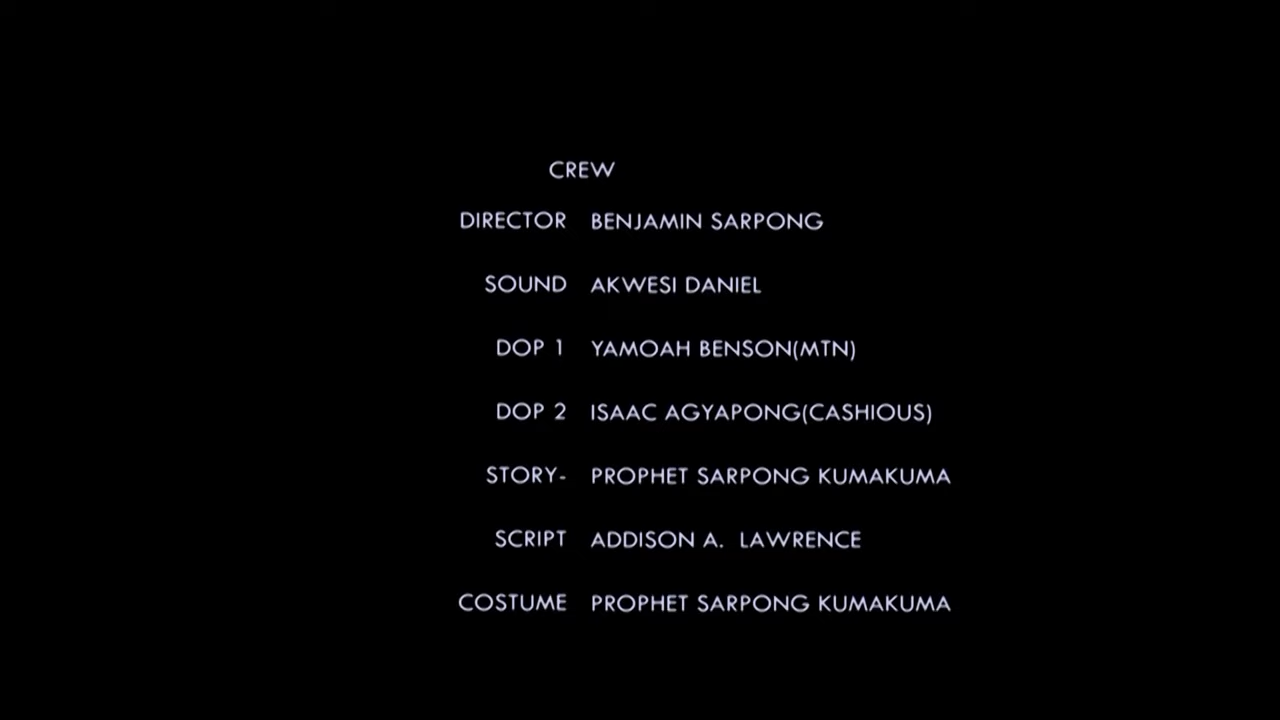 CREW
DIRECTOR BENJAMIN SARPONG
SOUND AKWESI DANIEL
DOP 1 YAMOAH BENSON(MTN)
DOP 2 ISAAC AGYAPONG(CASHIOUS)
STORY- PROPHET SARPONG KUMAKUMA
SCRIPT ADDISON A. LAWRENCE
COSTUME PROPHET SARPONG KUMAKUMA